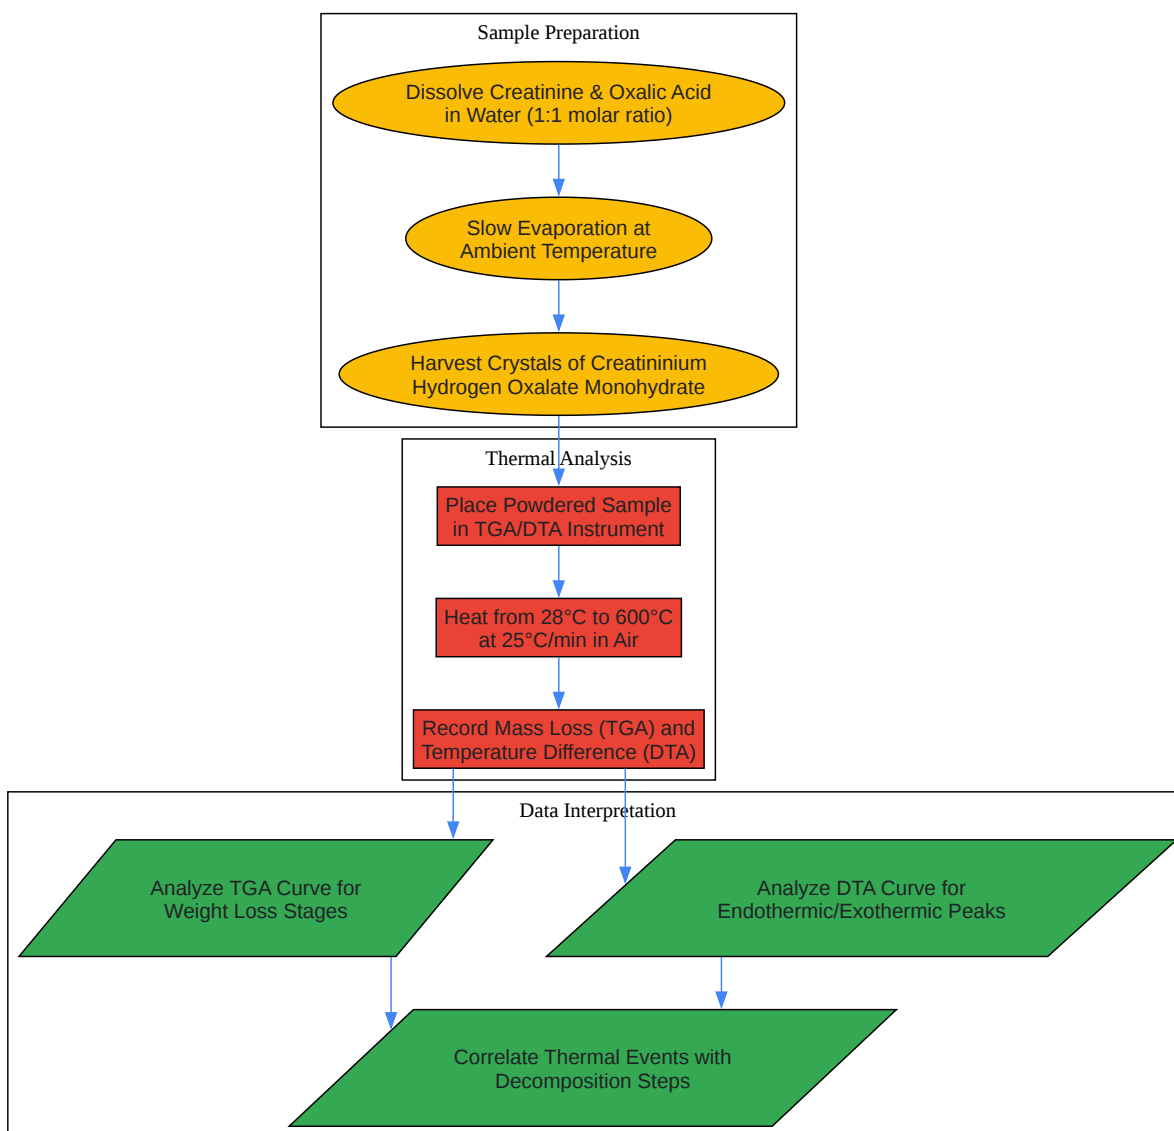 Sample Preparation
Dissolve Creatinine & Oxalic Acid
in Water (1:1 molar ratio)
Slow Evaporation at
Ambient Temperature
Harvest Crystals of Creatininium
Hydrogen Oxalate Monohydrate
Thermal Analysis
Place Powdered Sample
in TGA/DTA Instrument
Heat from 28°C to 600°C
at 25°C/min in Air
Record Mass Loss (TGA) and
Temperature Difference (DTA)
Data Interpretation
Analyze TGA Curve for
Weight Loss Stages
Analyze DTA Curve for
Endothermic/Exothermic Peaks
Correlate Thermal Events with
Decomposition Steps